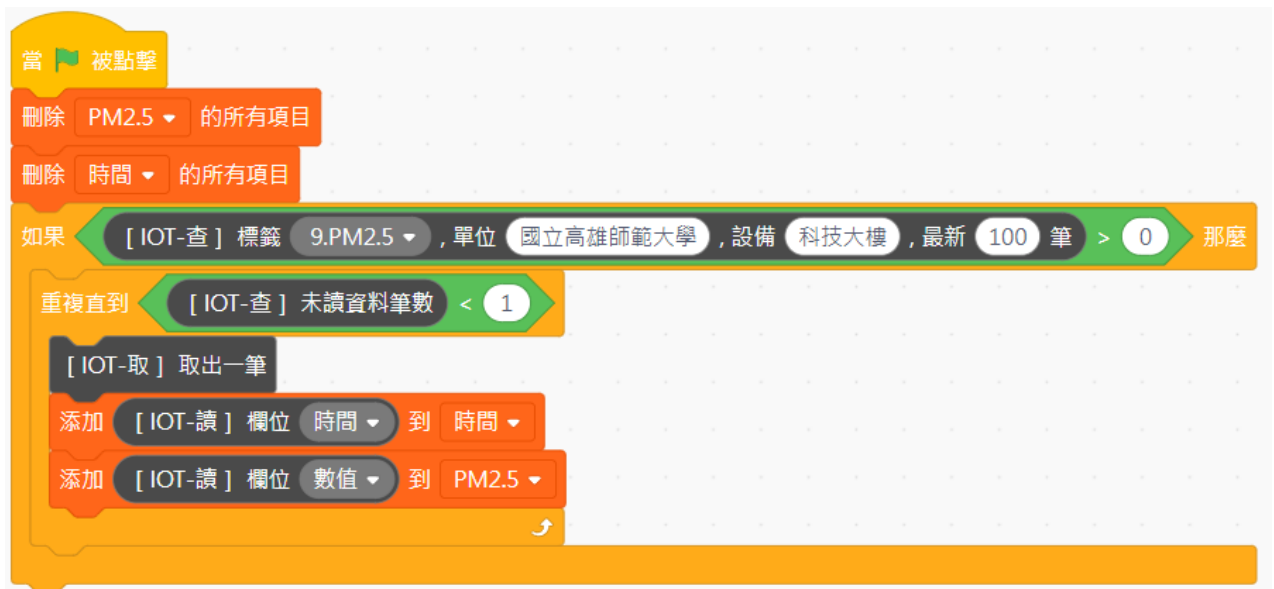 當 被點擊
刪除 PM2.5 的所有項目
刪除 時間 的所有項目
如果 [ IOT-查 ] 標籤 9.PM2.5 , 單位 國立高雄師範大學 , 設備 科技大樓 , 最新 100 筆 > 0 那麼
重複直到 [ IOT-查 ] 未讀資料筆數 < 1
[ IOT-取 ] 取出一筆
添加 [ IOT-讀 ] 欄位 時間 到 時間
添加 [ IOT-讀 ] 欄位 數值 到 PM2.5